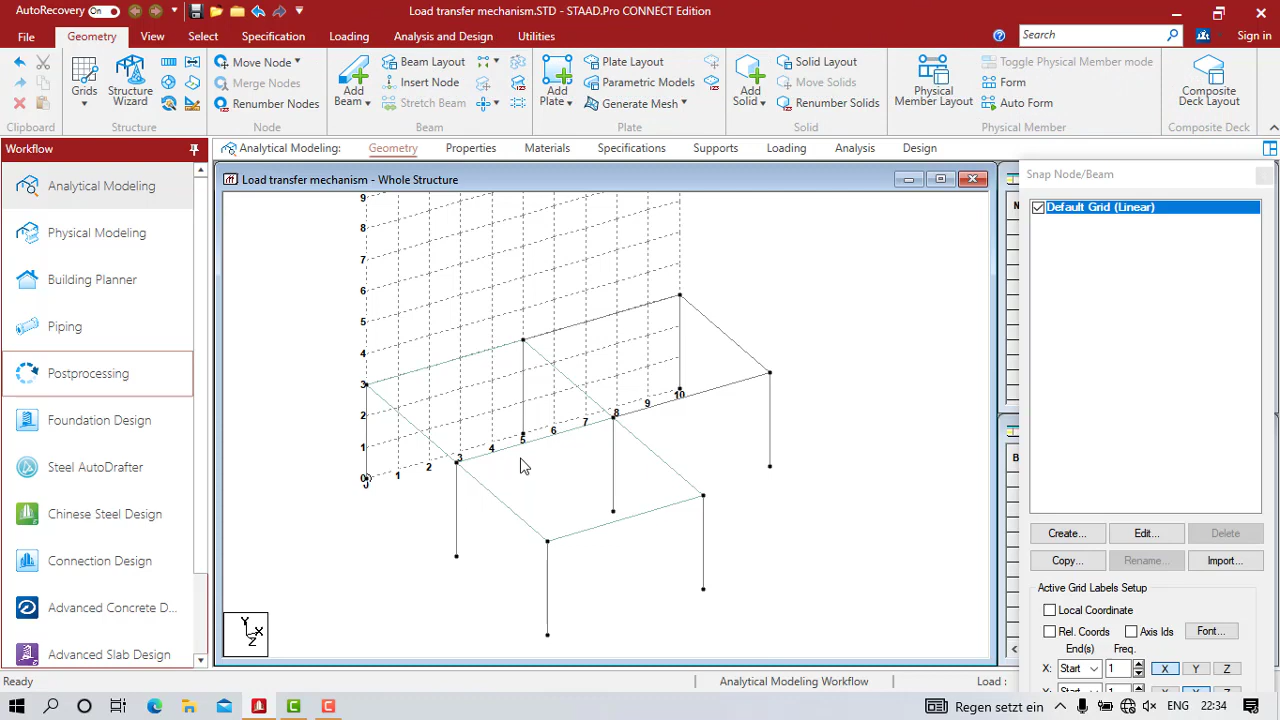 AutoRecovery On
Load transfer mechanism.STD - STAAD.Pro CONNECT Edition
File
Geometry
View
Select
Specification
Loading
Analysis and Design
Utilities
Search
Sign in
Grids
Structure Wizard
Move Node
Merge Nodes
Renumber Nodes
Add Beam
Beam Layout
Insert Node
Stretch Beam
Add Plate
Plate Layout
Parametric Models
Generate Mesh
Add Solid
Solid Layout
Move Solids
Renumber Solids
Physical Member Layout
Toggle Physical Member mode
Form
Auto Form
Composite Deck Layout
Clipboard
Structure
Node
Beam
Plate
Solid
Physical Member
Composite Deck
Workflow
Analytical Modeling
Physical Modeling
Building Planner
Piping
Postprocessing
Foundation Design
Steel AutoDrafter
Chinese Steel Design
Connection Design
Advanced Concrete D...
Advanced Slab Design
Analytical Modeling:
Geometry
Properties
Materials
Specifications
Supports
Loading
Analysis
Design
Load transfer mechanism - Whole Structure
9
8
7
6
5
4
3
2
1
0
1
2
3
4
5
6
7
8
9
10
Y
X
Z
Snap Node/Beam
Default Grid (Linear)
Create...
Edit...
Delete
Copy...
Rename...
Import...
Active Grid Labels Setup
Local Coordinate
Rel. Coords
Axis Ids
Font...
End(s)
Freq.
X:
Start
1
X
Y
Z
Ready
Analytical Modeling Workflow
Load :
Regen setzt ein
ENG
22:34